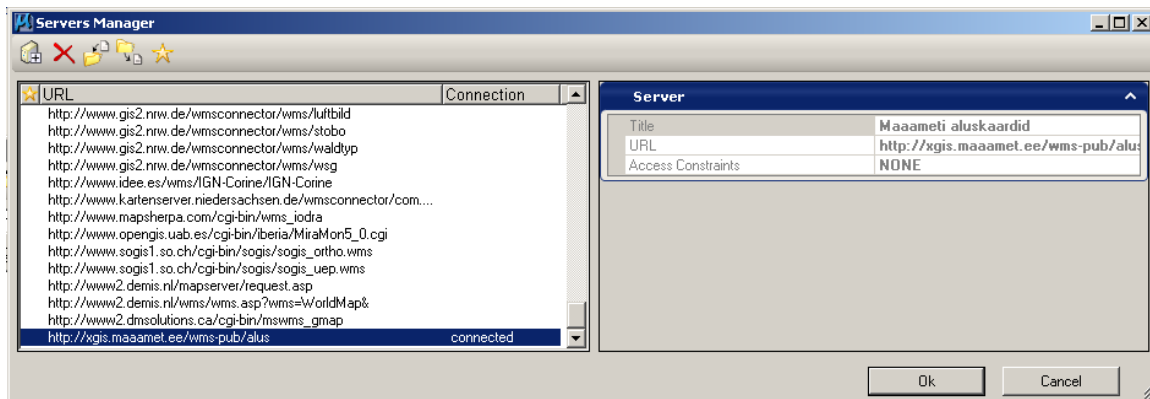 Servers Manager
URL Connection
http://www.gis2.nrw.de/wmsconnector/wms/luftbild
http://www.gis2.nrw.de/wmsconnector/wms/stobo
http://www.gis2.nrw.de/wmsconnector/wms/waldtyp
http://www.gis2.nrw.de/wmsconnector/wms/wsg
http://www.idee.es/wms/IGN-Corine/IGN-Corine
http://www.kartenserver.niedersachsen.de/wmsconnector/com....
http://www.mapsherpa.com/cgi-bin/wms_iodra
http://www.opengis.uab.es/cgi-bin/iberia/MiraMon5_0.cgi
http://www.sogis1.so.ch/cgi-bin/sogis/sogis_ortho.wms
http://www.sogis1.so.ch/cgi-bin/sogis/sogis_uep.wms
http://www2.demis.nl/mapserver/request.asp
http://www2.demis.nl/wms/wms.asp?wms=WorldMap&
http://www2.dmsolutions.ca/cgi-bin/mswms_gmap
http://xgis.maaamet.ee/wms-pub/alus connected
Server
Title Maaameti aluskaardid
URL http://xgis.maaamet.ee/wms-pub/alus
Access Constraints NONE
Ok Cancel